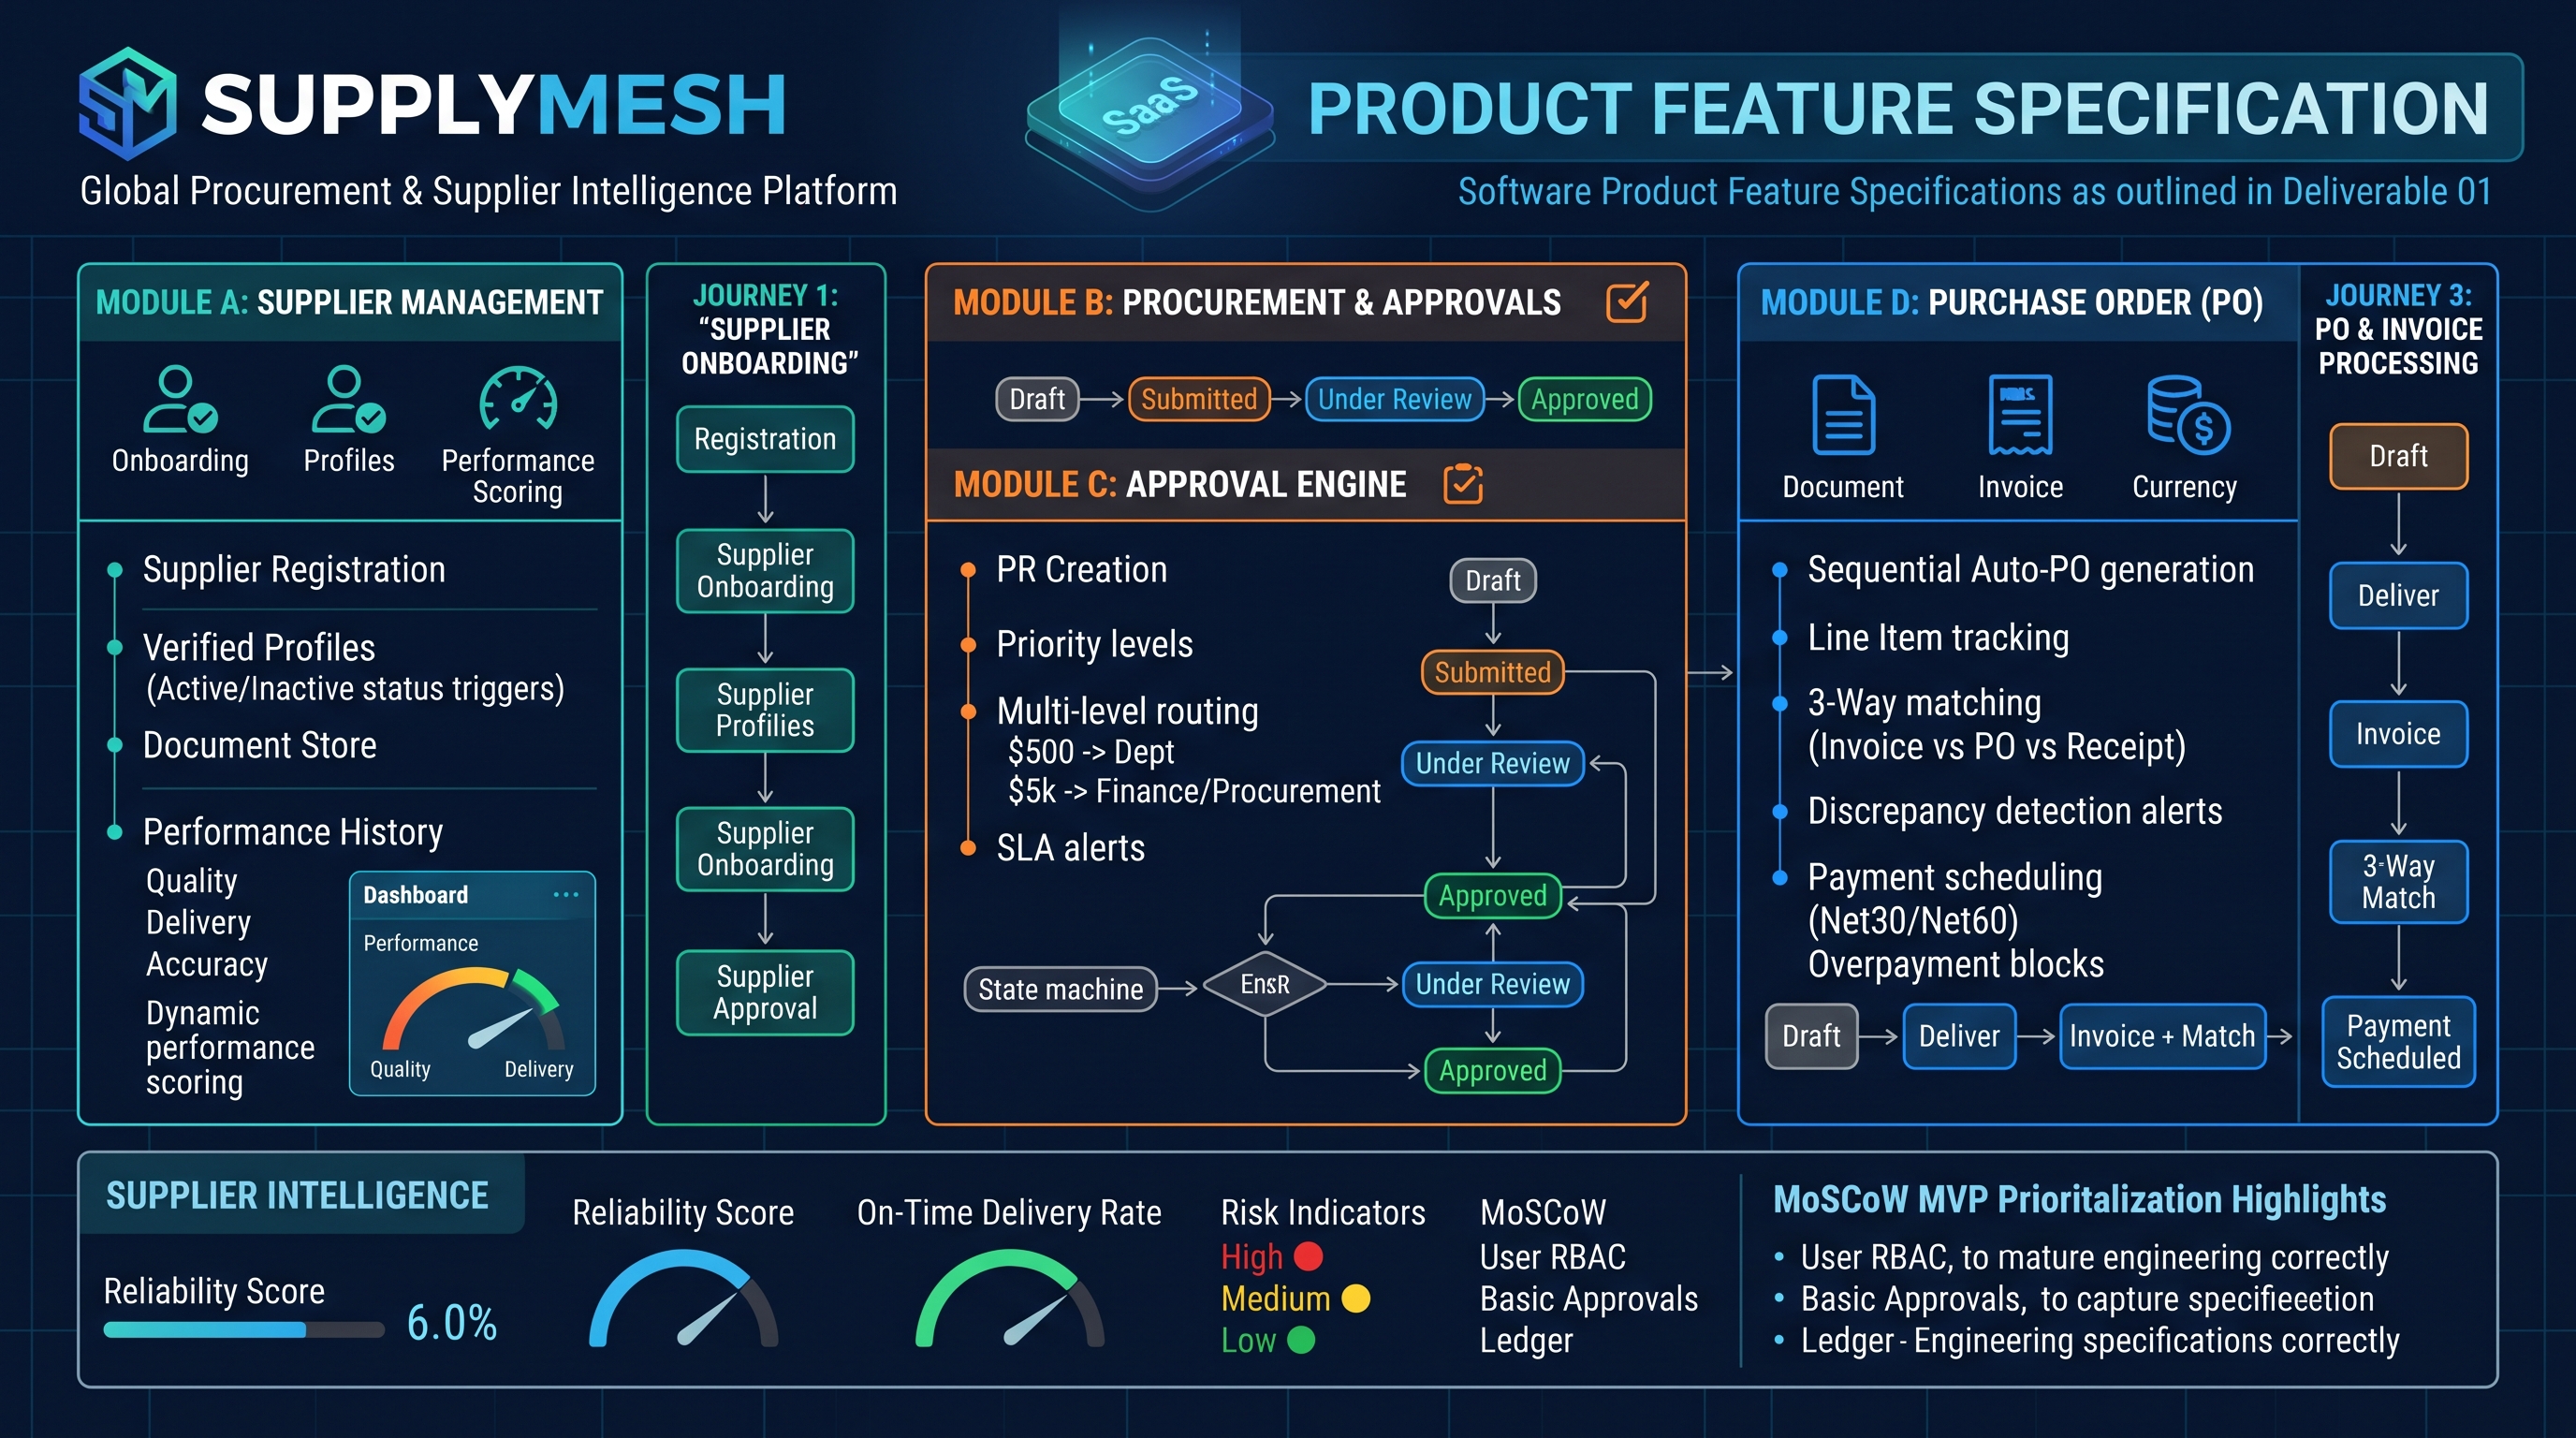 SUPPLYMESH
Global Procurement & Supplier Intelligence Platform
SaaS
PRODUCT FEATURE SPECIFICATION
Software Product Feature Specifications as outlined in Deliverable 01
MODULE A: SUPPLIER MANAGEMENT
Onboarding
Profiles
Performance
Scoring
Supplier Registration
Verified Profiles
(Active/Inactive status triggers)
Document Store
Performance History
Quality
Delivery
Accuracy
Dynamic
performance
scoring
Dashboard
Performance
Quality
Delivery
JOURNEY 1:
“SUPPLIER
ONBOARDING”
Registration
Supplier
Onboarding
Supplier
Profilies
Supplier
Onboarding
Supplier
Approval
MODULE B: PROCUREMENT & APPROVALS
Draft
Submitted
Under Review
Approved
MODULE C: APPROVAL ENGINE
PR Creation
Priority levels
Multi-level routing
$500 -> Dept
$5k -> Finance/Procurement
SLA alerts
Draft
Submitted
Under Review
Approved
State machine
Under Review
Approved
MODULE D: PURCHASE ORDER (PO)
Document
Invoice
Currency
Sequential Auto-PO generation
Line Item tracking
3-Way matching
(Invoice vs PO vs Receipt)
Discrepancy detection alerts
Payment scheduling
(Net30/Net60)
Overpayment blocks
Draft
Deliver
Invoice + Match
JOURNEY 3:
PO & INVOICE
PROCESSING
Draft
Deliver
Invoice
3-Way
Match
Payment
Scheduled
SUPPLIER INTELLIGENCE
Reliability Score
6.0%
Reliability Score
On-Time Delivery Rate
Risk Indicators
High
Medium
Low
MoSCoW
User RBAC
Basic Approvals
Ledger
MoSCoW MVP Prioritalization Highlights
• User RBAC, to mature engineering correctly
• Basic Approvals, to capture specifieeetion
• Ledger - Engineering specifications correctly